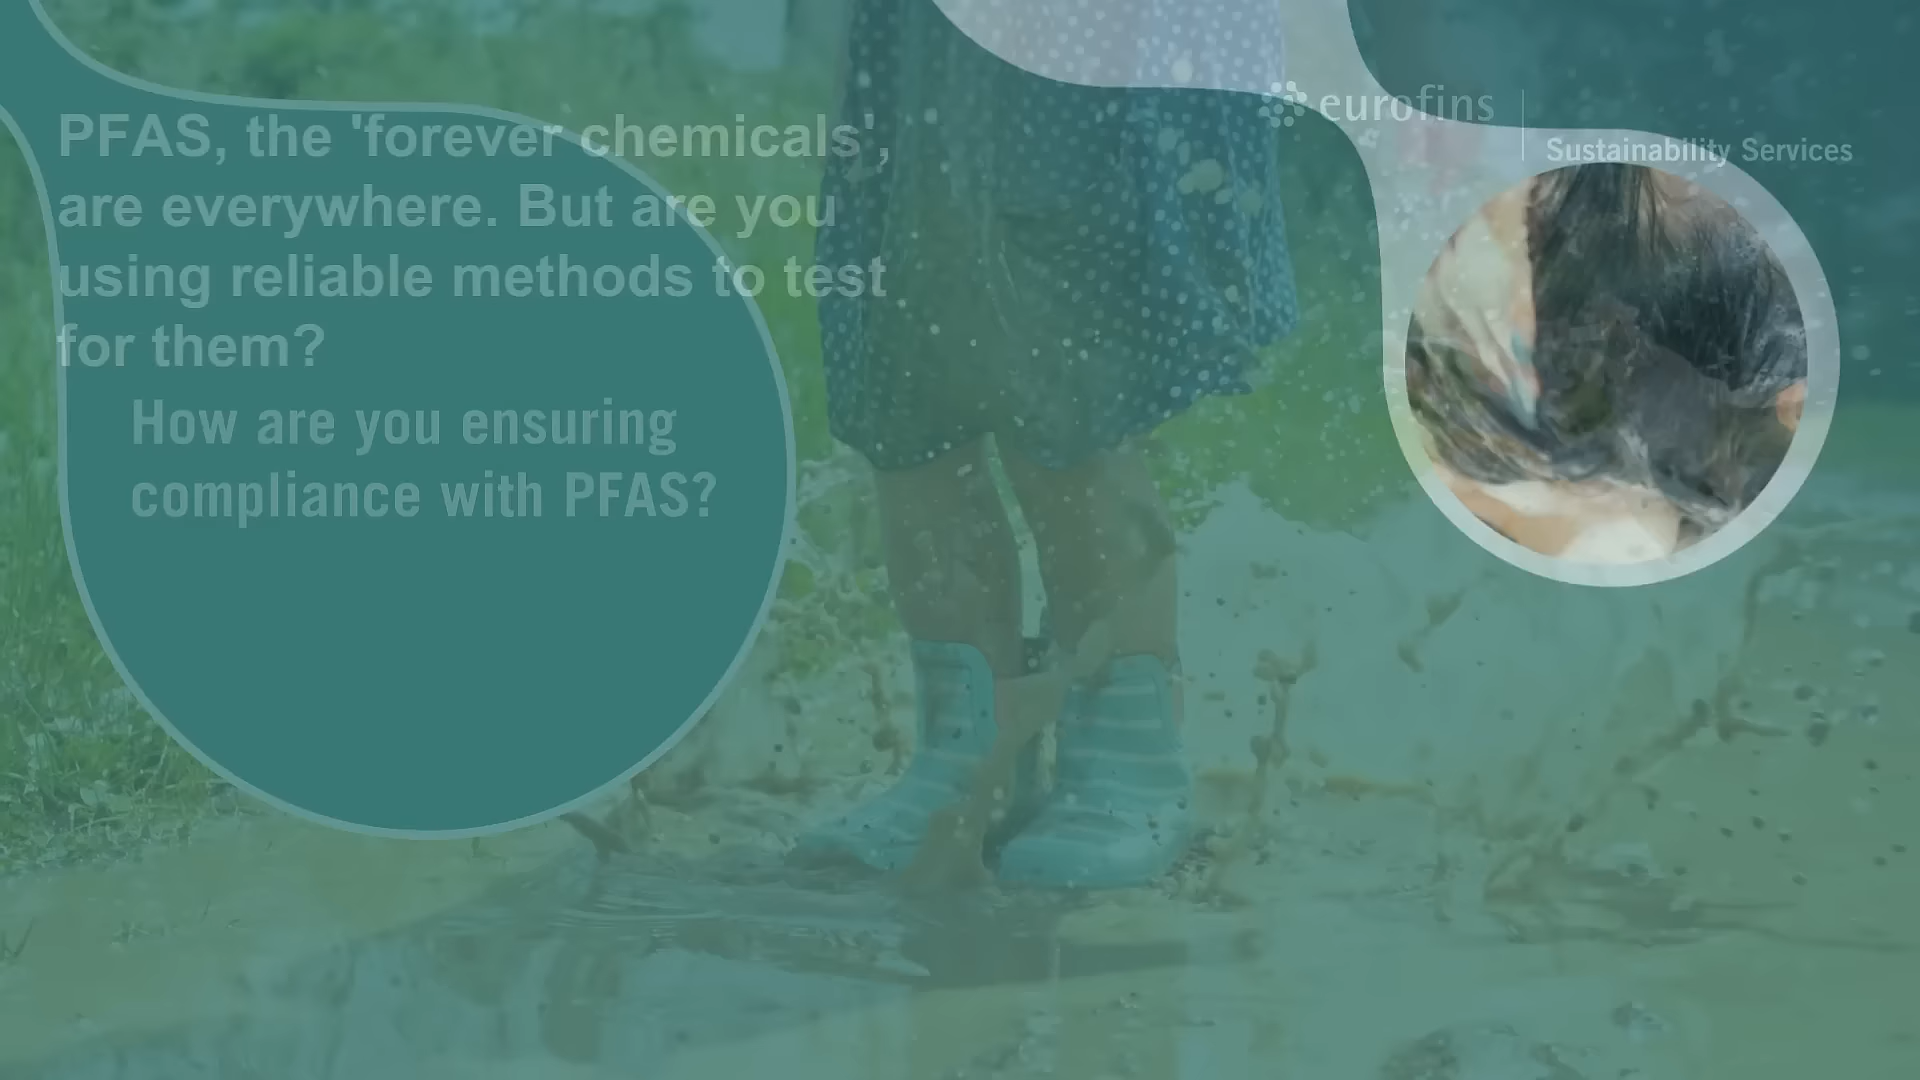 PFAS, the 'forever chemicals',
are everywhere. But are you
using reliable methods to test
for them?
How are you ensuring
compliance with PFAS?
eurofins
Sustainability Services